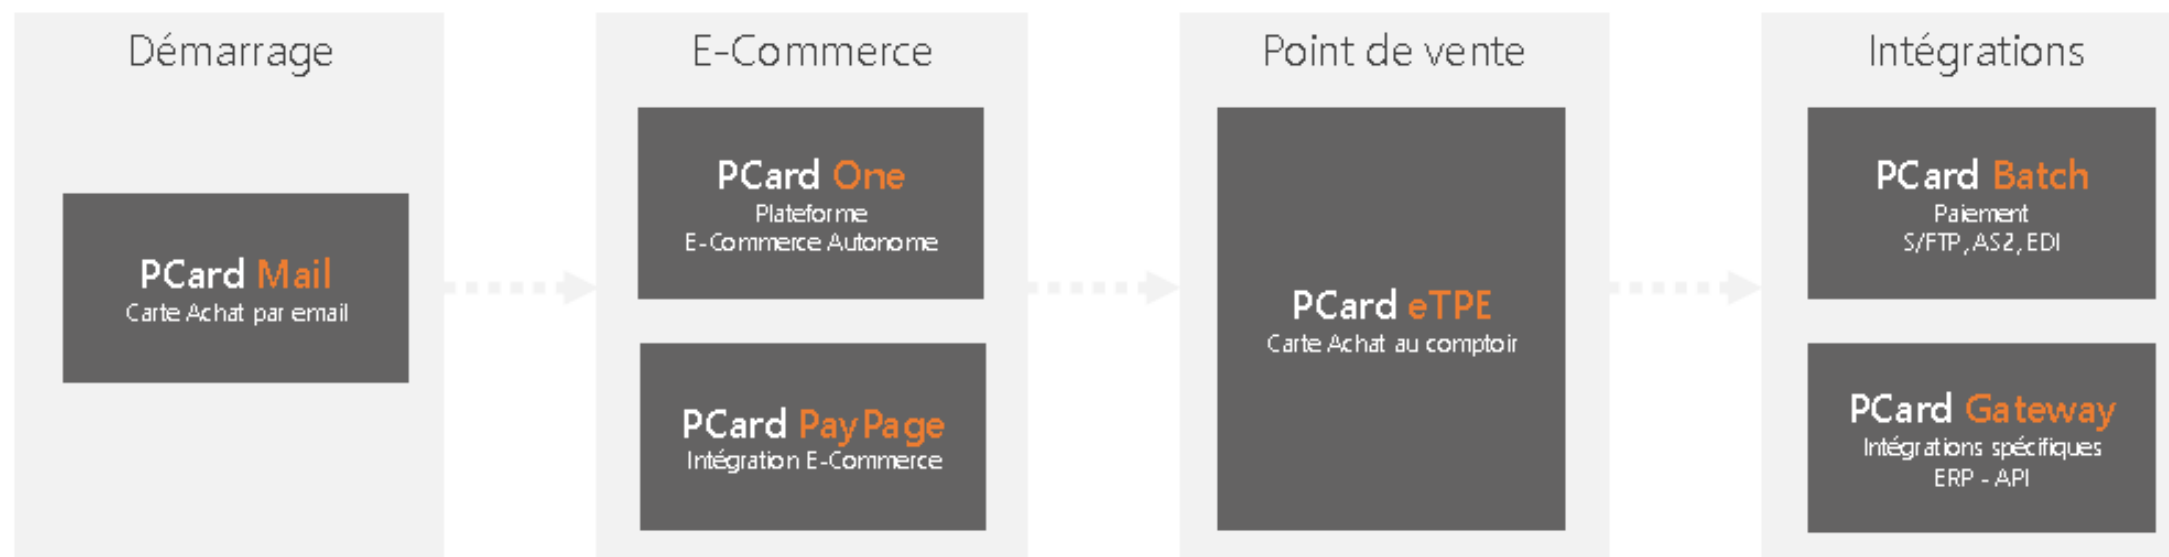 Démarrage
PCard Mail
Carte Achat par email
E-Commerce
PCard One
Plateforme
E-Commerce Autonome
PCard PayPage
Intégration E-Commerce
Point de vente
PCard eTPE
Carte Achat au comptoir
Intégrations
PCard Batch
Paiement
S/FTP, AS2, EDI
PCard Gateway
Intégrations spécifiques
ERP - API